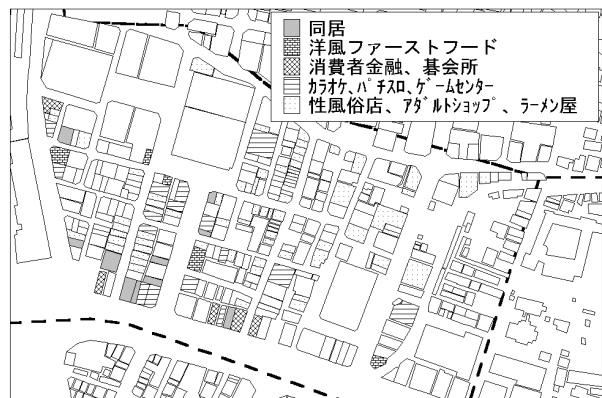 同居
洋風ファーストフード
消費者金融、碁会所
ｶﾗｵｹ､ﾊﾟﾁｽﾛ､ｹﾞｰﾑｾﾝﾀｰ
性風俗店、ｱﾀﾞﾙﾄｼｮｯﾌﾟ、ラーメン屋